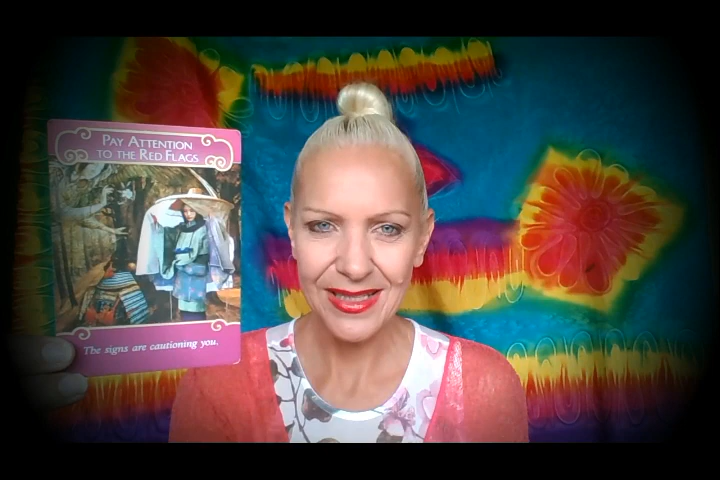 PAY ATTENTION
TO THE RED FLAGS
The signs are cautioning you.